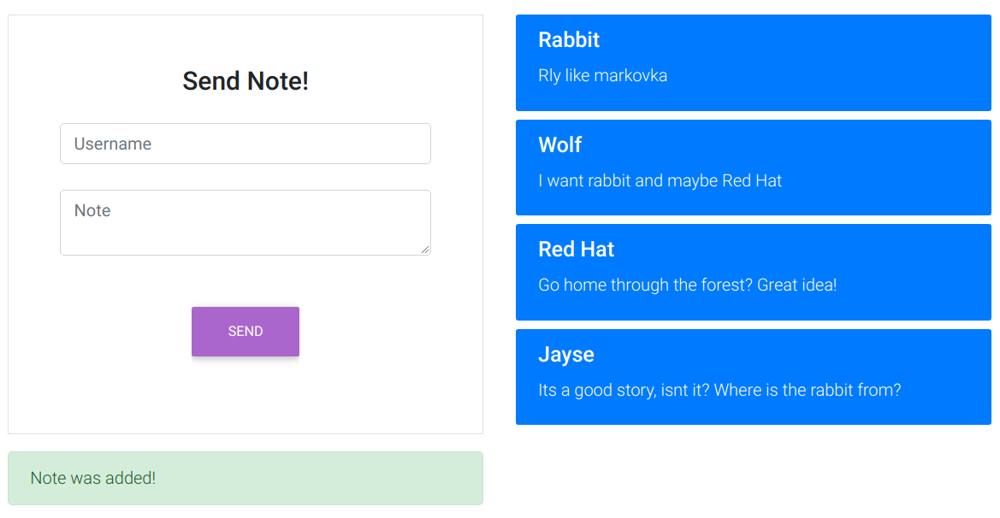 Send Note!
Username
Note
SEND
Note was added!
Rabbit
Rly like markovka
Wolf
I want rabbit and maybe Red Hat
Red Hat
Go home through the forest? Great idea!
Jayse
Its a good story, isnt it? Where is the rabbit from?